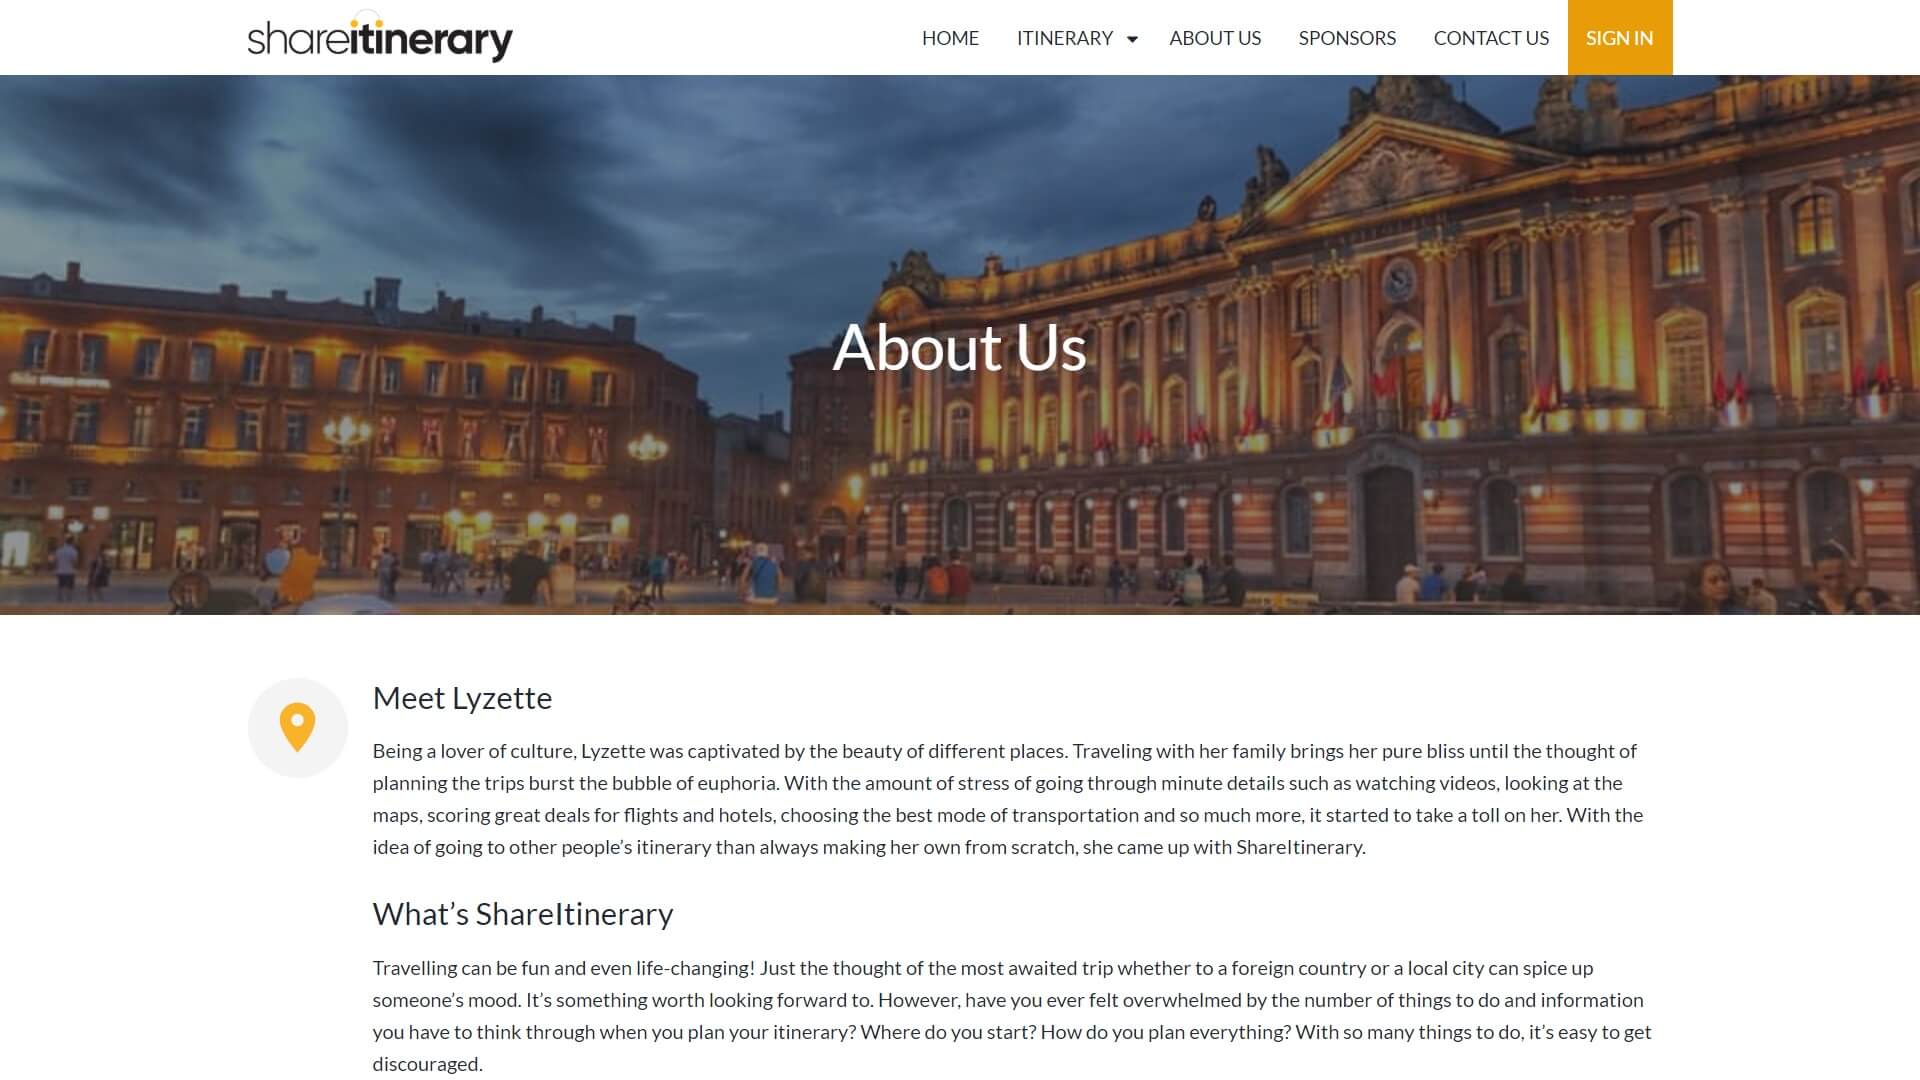 shareitinerary
HOME
ITINERARY
ABOUT US
SPONSORS
CONTACT US
SIGN IN
About Us
Meet Lyzette
Being a lover of culture, Lyzette was captivated by the beauty of different places. Traveling with her family brings her pure bliss until the thought of
planning the trips burst the bubble of euphoria. With the amount of stress of going through minute details such as watching videos, looking at the
maps, scoring great deals for flights and hotels, choosing the best mode of transportation and so much more, it started to take a toll on her. With the
idea of going to other people’s itinerary than always making her own from scratch, she came up with ShareItinerary.
What’s ShareItinerary
Travelling can be fun and even life-changing! Just the thought of the most awaited trip whether to a foreign country or a local city can spice up
someone’s mood. It’s something worth looking forward to. However, have you ever felt overwhelmed by the number of things to do and information
you have to think through when you plan your itinerary? Where do you start? How do you plan everything? With so many things to do, it’s easy to get
discouraged.